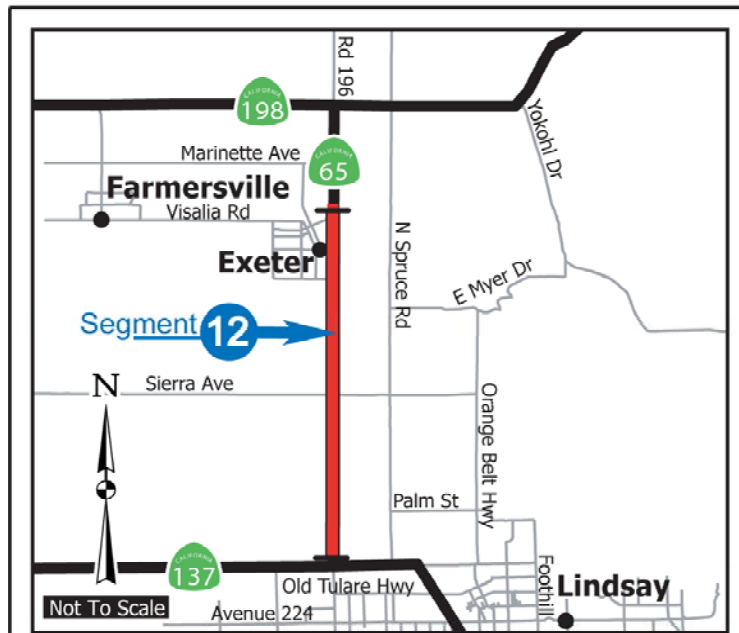 Rd 196
CALIFORNIA
198
Yokohl Dr
Marinette Ave
CALIFORNIA
65
Farmersville
Visalia Rd
N Spruce Rd
Exeter
E Myer Dr
Segment 12
N
Sierra Ave
Orange Belt Hwy
Palm St
CALIFORNIA
137
Old Tulare Hwy
Foothill
Lindsay
Not To Scale
Avenue 224